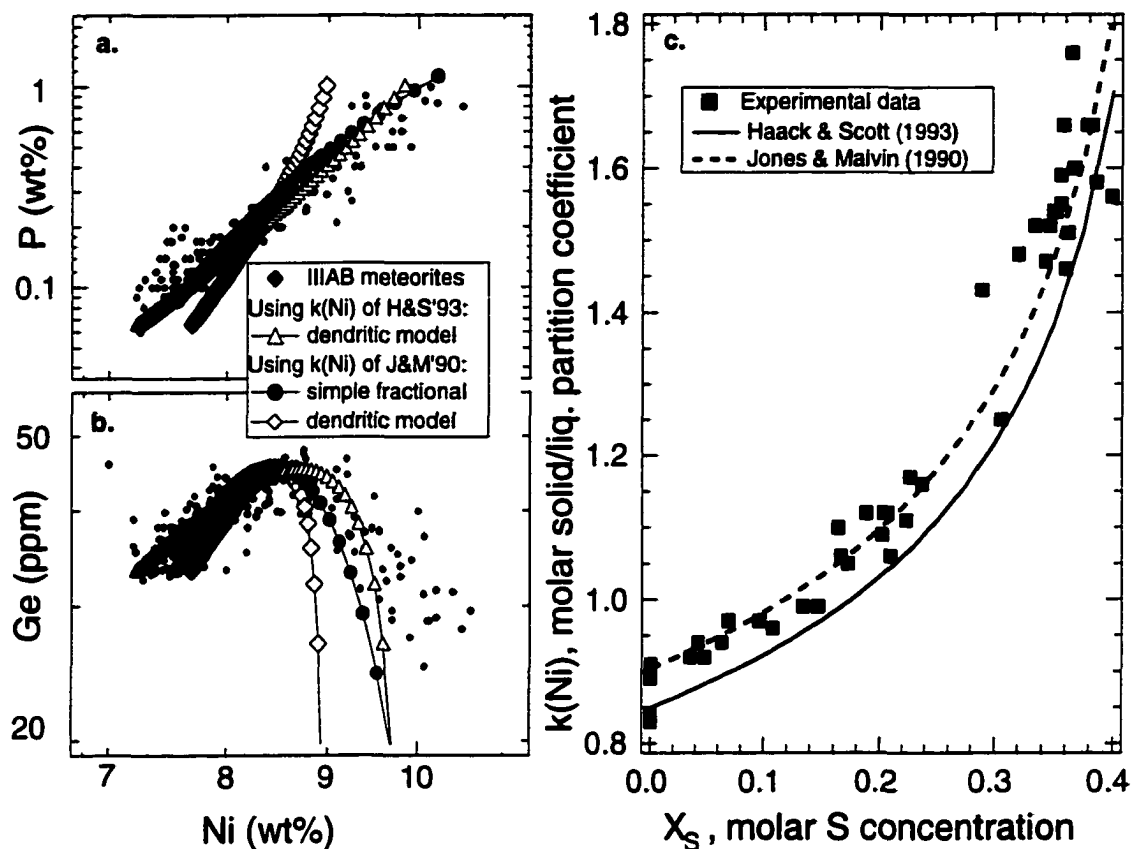 a.
P (wt%)
1
0.1
IIIAB meteorites
Using k(Ni) of H&S'93:
dendritic model
Using k(Ni) of J&M'90:
simple fractional
dendritic model
b.
Ge (ppm)
50
20
7 8 9 10
Ni (wt%)
c.
k(Ni), molar solid/liq. partition coefficient
1.8
1.6
1.4
1.2
1.0
0.8
Experimental data
Haack & Scott (1993)
Jones & Malvin (1990)
0.0 0.1 0.2 0.3 0.4
X_S , molar S concentration